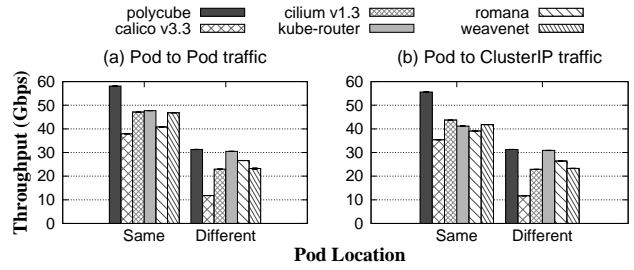 polycube
calico v3.3
cilium v1.3
kube-router
romana
weavenet
(a) Pod to Pod traffic
(b) Pod to ClusterIP traffic
Throughput (Gbps)
60
50
40
30
20
10
0
Same Different
60
50
40
30
20
10
0
Same Different
Pod Location